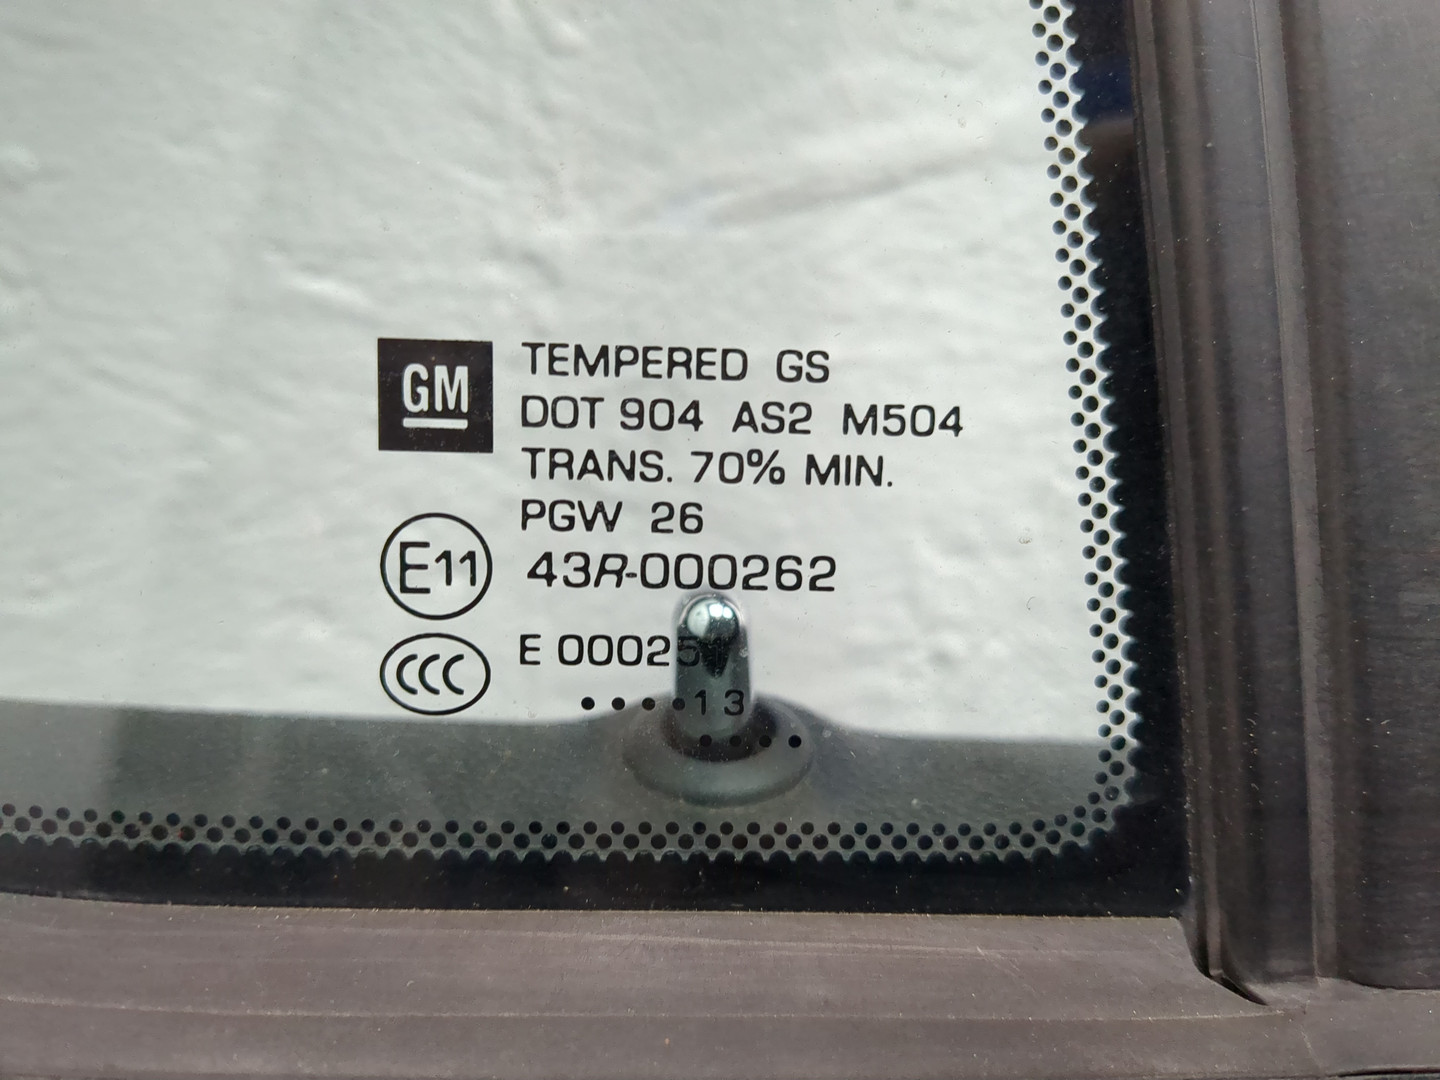 GM
TEMPERED GS
DOT 904 AS2 M504
TRANS. 70% MIN.
PGW 26
E11
43R-000262
CCC
E
....13
....